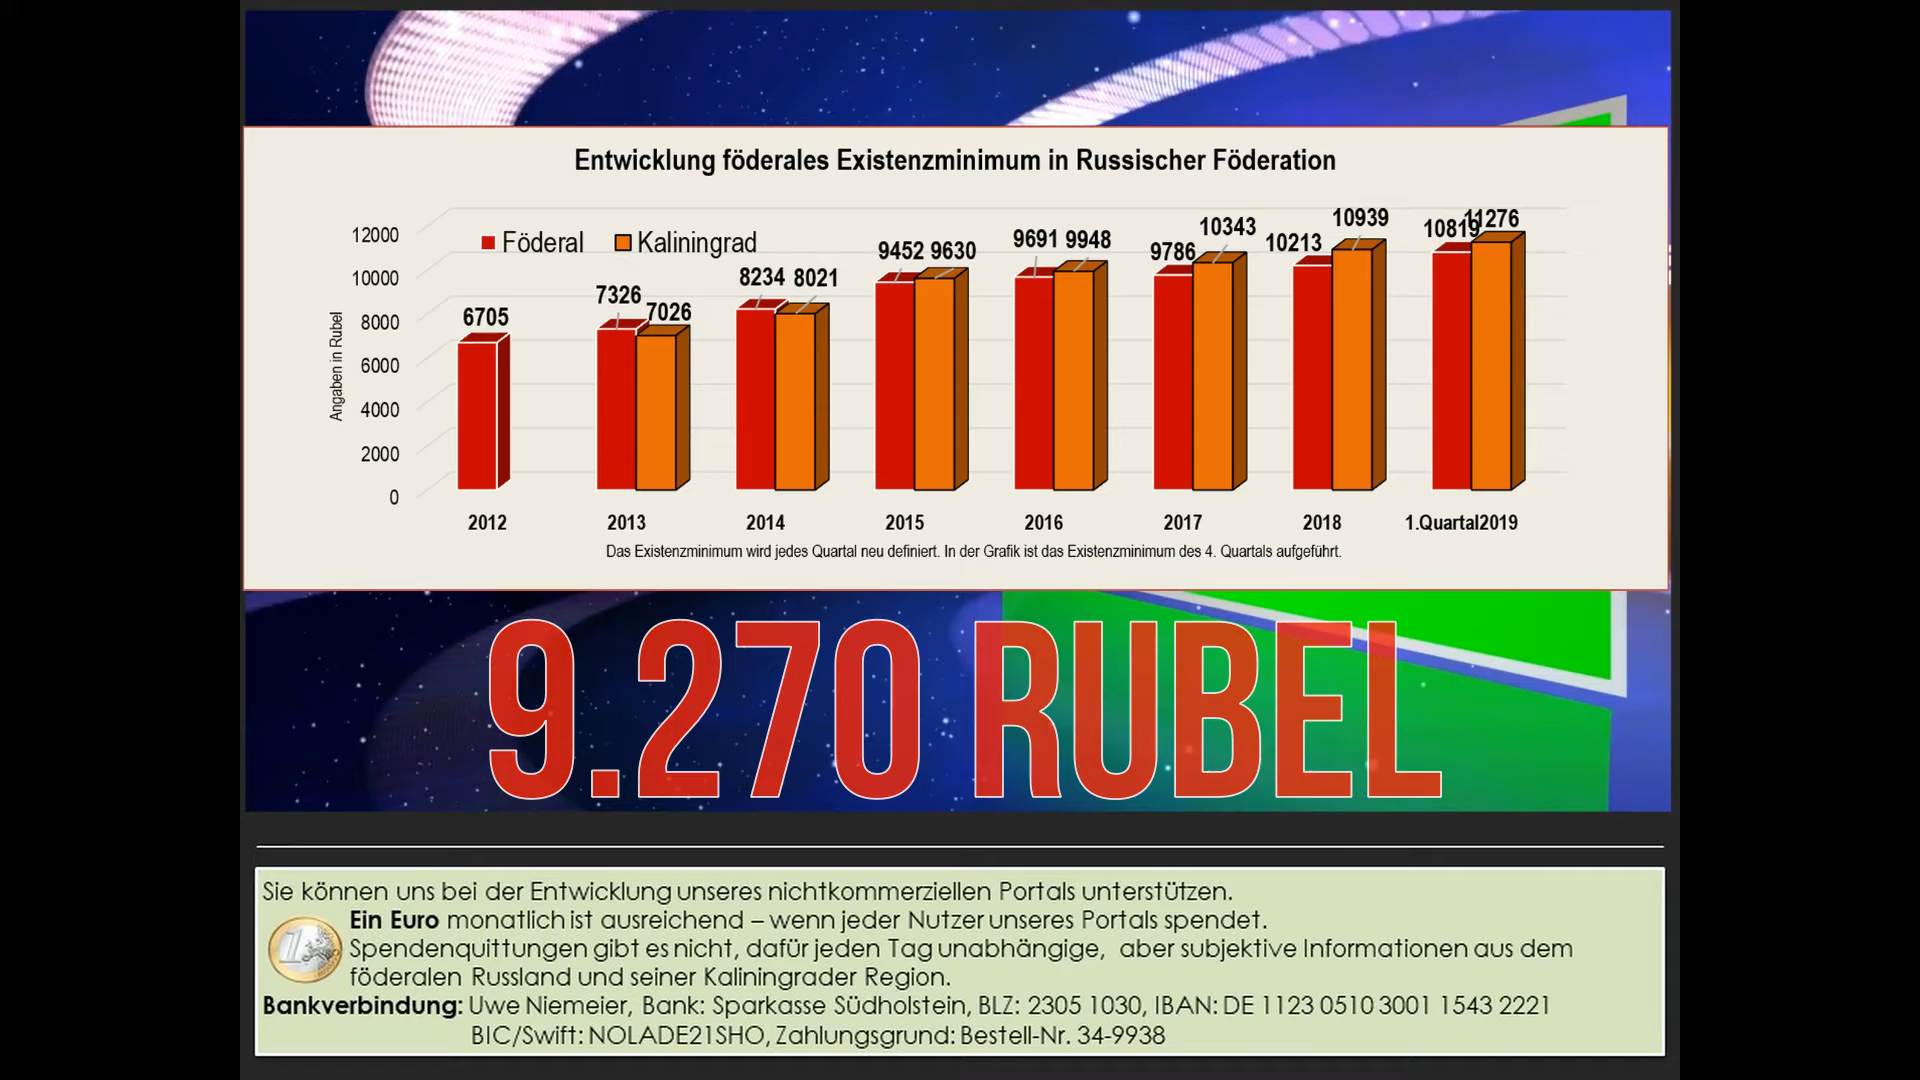 Entwicklung föderales Existenzminimum in Russischer Föderation
Föderal Kaliningrad
Angaben in Rubel
12000
10000
8000
6000
4000
2000
0
6705
7326 7026
8234 8021
9452 9630
9691 9948
9786 10343
10213 10939
10819 11276
2012 2013 2014 2015 2016 2017 2018 1.Quartal2019
Das Existenzminimum wird jedes Quartal neu definiert. In der Grafik ist das Existenzminimum des 4. Quartals aufgeführt.
9.270 RUBEL
Sie können uns bei der Entwicklung unseres nichtkommerziellen Portals unterstützen.
Ein Euro monatlich ist ausreichend – wenn jeder Nutzer unseres Portals spendet.
Spendenquittungen gibt es nicht, dafür jeden Tag unabhängige, aber subjektive Informationen aus dem
föderalen Russland und seiner Kaliningrader Region.
Bankverbindung: Uwe Niemeier, Bank: Sparkasse Südholstein, BLZ: 2305 1030, IBAN: DE 1123 0510 3001 1543 2221
BIC/Swift: NOLADE21SHO, Zahlungsgrund: Bestell-Nr. 34-9938